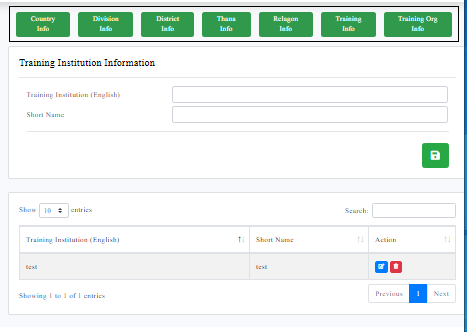 Country Info
Division Info
District Info
Thana Info
Relagon Info
Training Info
Training Org Info
Training Institution Information
Training Institution (English)
Short Name
Show 10 entries
Search:
Training Institution (English) Short Name Action
test test
Showing 1 to 1 of 1 entries
Previous 1 Next